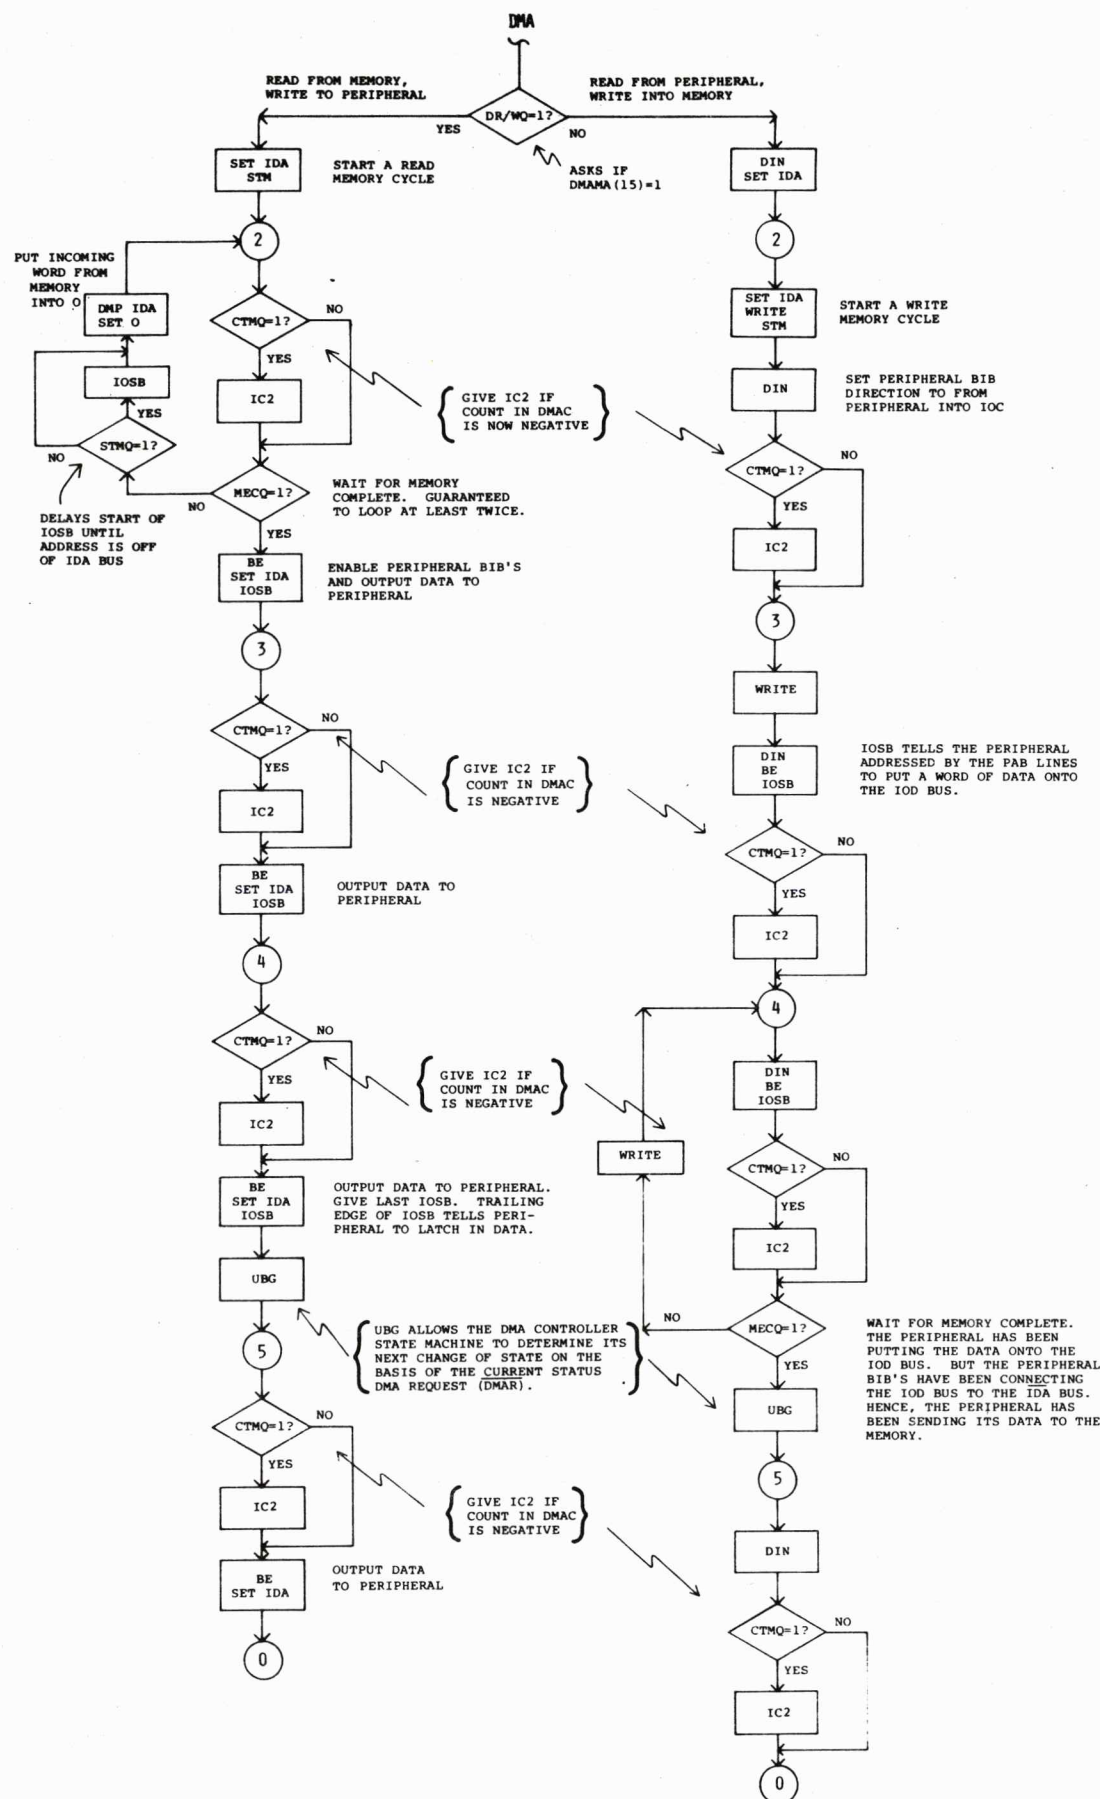 DMA
READ FROM MEMORY,
WRITE TO PERIPHERAL
READ FROM PERIPHERAL,
WRITE INTO MEMORY
DR/WQ=1?
YES
NO
ASKS IF
DMAMA(15)=1
SET IDA
STM
START A READ
MEMORY CYCLE
2
PUT INCOMING
WORD FROM
MEMORY
INTO O
DMP IDA
SET O
IOSB
YES
STMQ=1?
NO
DELAYS START OF
IOSB UNTIL
ADDRESS IS OFF
OF IDA BUS
CTMQ=1?
NO
YES
IC2
MECQ=1?
NO
YES
WAIT FOR MEMORY
COMPLETE. GUARANTEED
TO LOOP AT LEAST TWICE.
BE
SET IDA
IOSB
ENABLE PERIPHERAL BIB'S
AND OUTPUT DATA TO
PERIPHERAL
3
CTMQ=1?
NO
YES
IC2
BE
SET IDA
IOSB
OUTPUT DATA TO
PERIPHERAL
4
CTMQ=1?
NO
YES
IC2
BE
SET IDA
IOSB
OUTPUT DATA TO PERIPHERAL.
GIVE LAST IOSB. TRAILING
EDGE OF IOSB TELLS PERI-
PHERAL TO LATCH IN DATA.
UBG
5
CTMQ=1?
NO
YES
IC2
BE
SET IDA
OUTPUT DATA
TO PERIPHERAL
0
GIVE IC2 IF
COUNT IN DMAC
IS NOW NEGATIVE
GIVE IC2 IF
COUNT IN DMAC
IS NEGATIVE
GIVE IC2 IF
COUNT IN DMAC
IS NEGATIVE
UBG ALLOWS THE DMA CONTROLLER
STATE MACHINE TO DETERMINE ITS
NEXT CHANGE OF STATE ON THE
BASIS OF THE CURRENT STATUS
DMA REQUEST (DMAR).
GIVE IC2 IF
COUNT IN DMAC
IS NEGATIVE
DIN
SET IDA
2
SET IDA
WRITE
STM
START A WRITE
MEMORY CYCLE
DIN
SET PERIPHERAL BIB
DIRECTION TO FROM
PERIPHERAL INTO IOC
CTMQ=1?
NO
YES
IC2
3
WRITE
DIN
BE
IOSB
IOSB TELLS THE PERIPHERAL
ADDRESSED BY THE PAB LINES
TO PUT A WORD OF DATA ONTO
THE IOD BUS.
CTMQ=1?
NO
YES
IC2
4
DIN
BE
IOSB
WRITE
CTMQ=1?
NO
YES
IC2
MECQ=1?
NO
YES
WAIT FOR MEMORY COMPLETE.
THE PERIPHERAL HAS BEEN
PUTTING THE DATA ONTO THE
IOD BUS. BUT THE PERIPHERAL
BIB'S HAVE BEEN CONNECTING
THE IOD BUS TO THE IDA BUS.
HENCE, THE PERIPHERAL HAS
BEEN SENDING ITS DATA TO THE
MEMORY.
UBG
5
DIN
CTMQ=1?
NO
YES
IC2
0